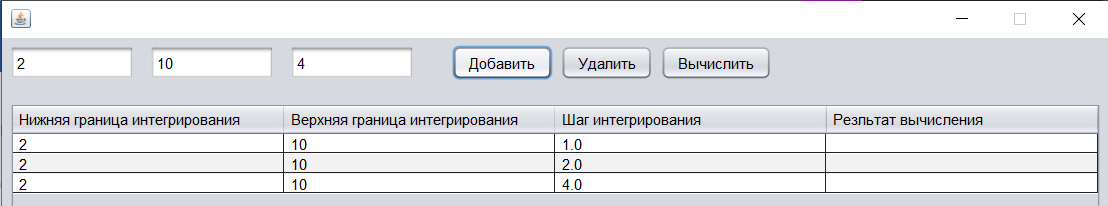 2 10 4 Добавить Удалить Вычислить
Нижняя граница интегрирования Верхняя граница интегрирования Шаг интегрирования Резльтат вычисления
2 10 1.0
2 10 2.0
2 10 4.0